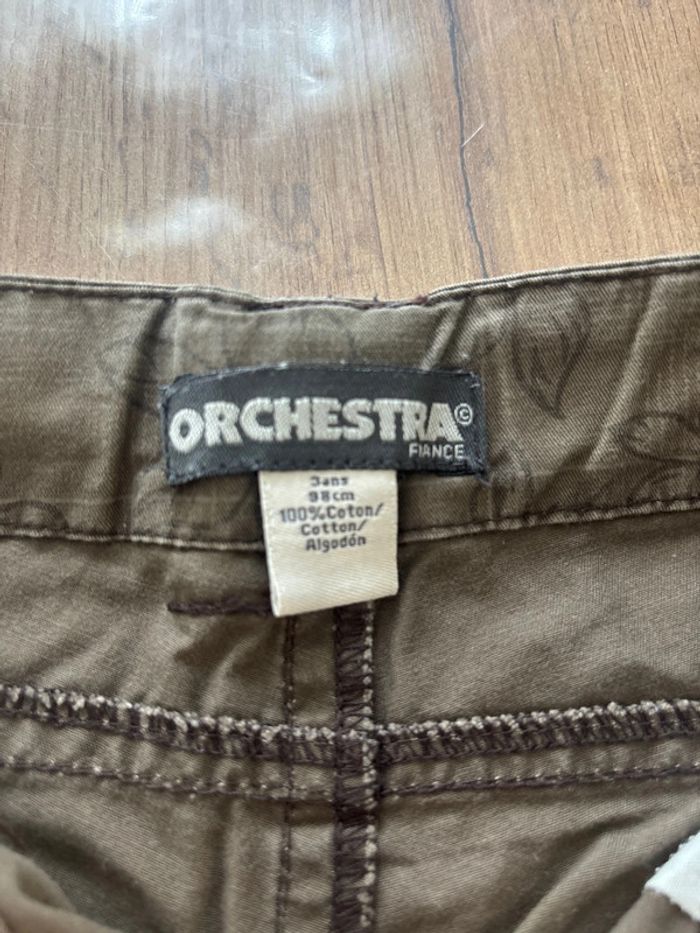 ORCHESTRA©
FRANCE
3ans
98cm
100%Coton/
Cotton/
Algodón